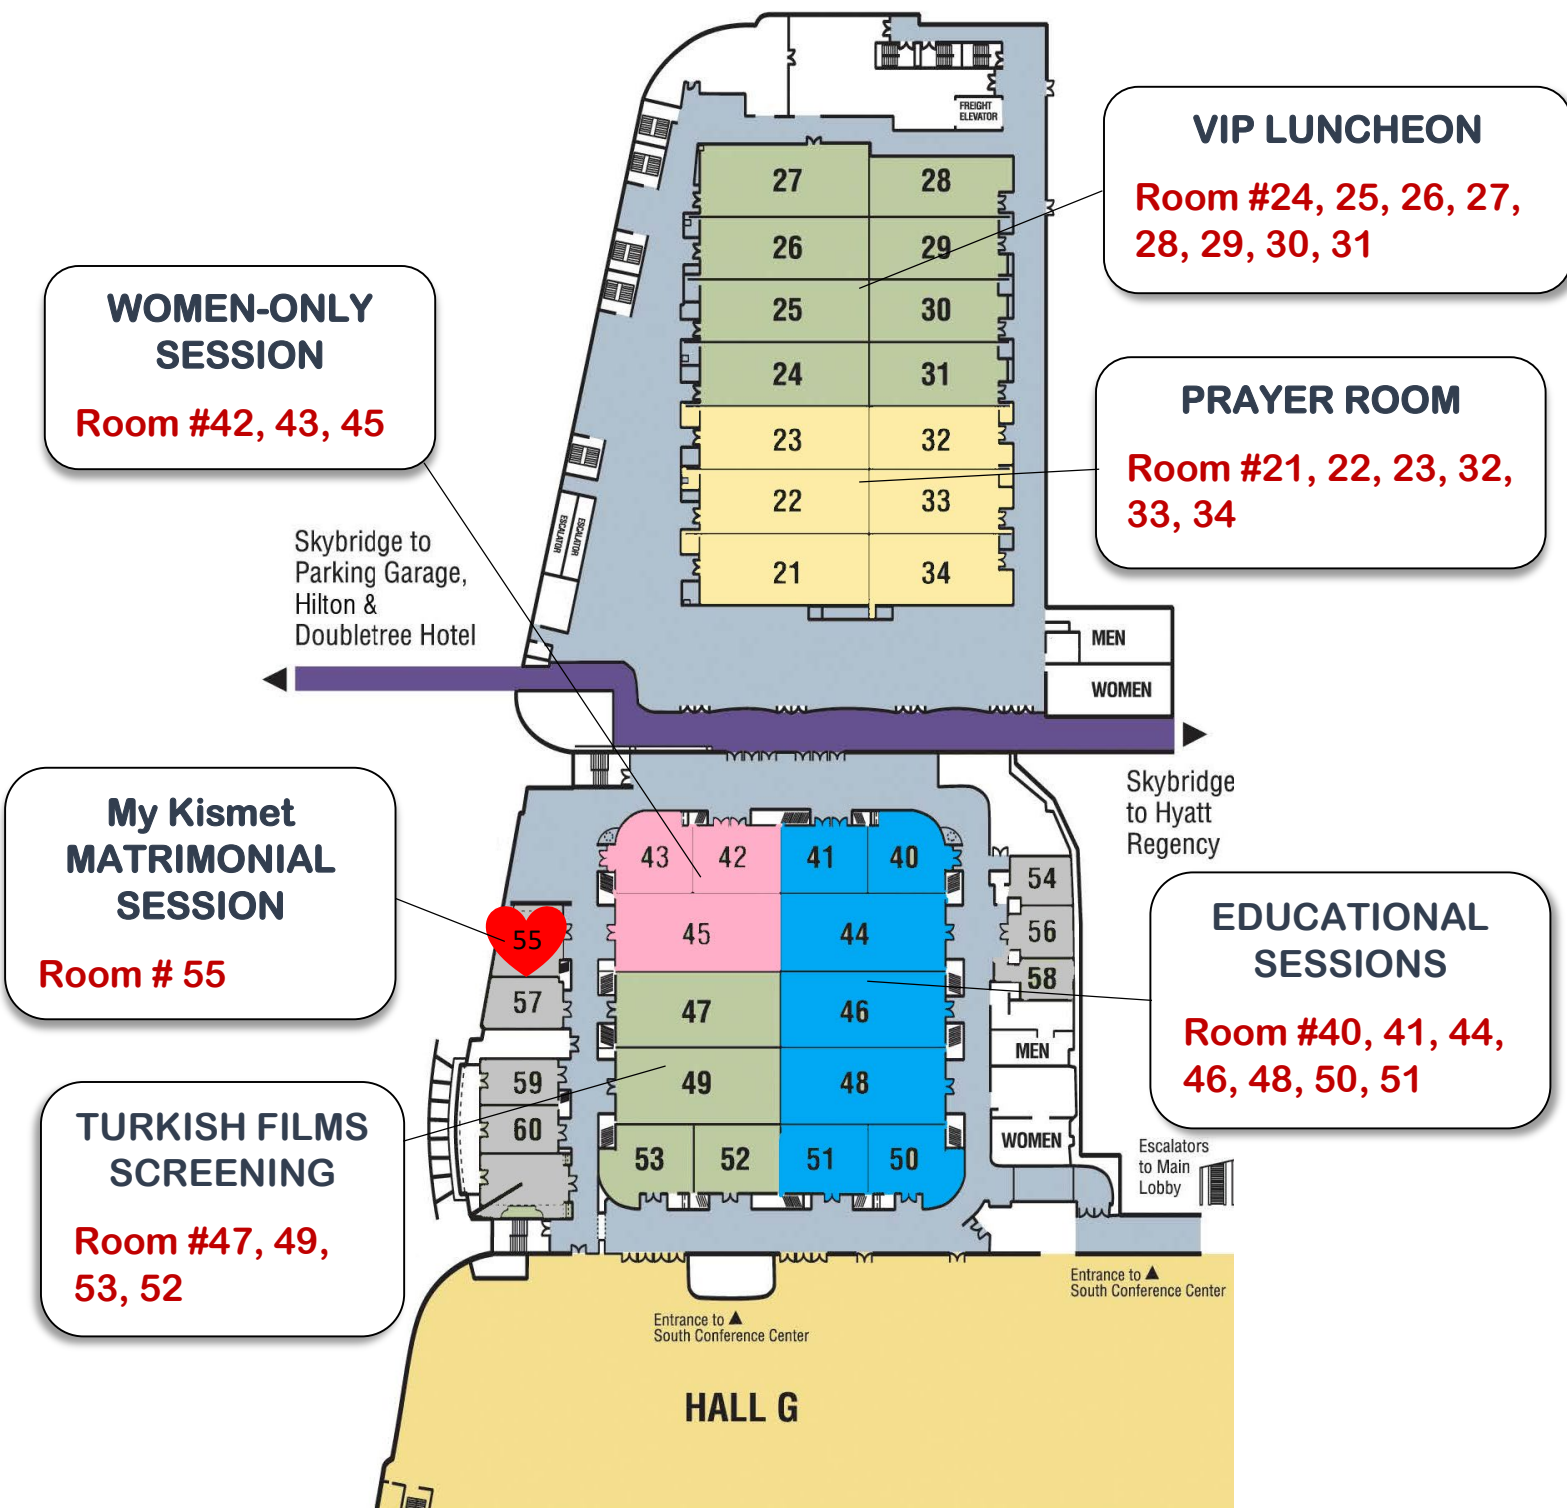 FREIGHT
ELEVATOR
VIP LUNCHEON
Room #24, 25, 26, 27,
28, 29, 30, 31
27
28
26
29
25
30
24
31
23
32
22
33
21
34
WOMEN-ONLY
SESSION
Room #42, 43, 45
PRAYER ROOM
Room #21, 22, 23, 32,
33, 34
ESCALATOR
ESCALATOR
Skybridge to
Parking Garage,
Hilton &
Doubletree Hotel
MEN
WOMEN
Skybridge
to Hyatt
Regency
My Kismet
MATRIMONIAL
SESSION
Room # 55
43
42
41
40
45
44
47
46
49
48
53
52
51
50
55
57
59
60
54
56
58
MEN
WOMEN
EDUCATIONAL
SESSIONS
Room #40, 41, 44,
46, 48, 50, 51
TURKISH FILMS
SCREENING
Room #47, 49,
53, 52
Escalators
to Main
Lobby
Entrance to ▲
South Conference Center
Entrance to ▲
South Conference Center
HALL G